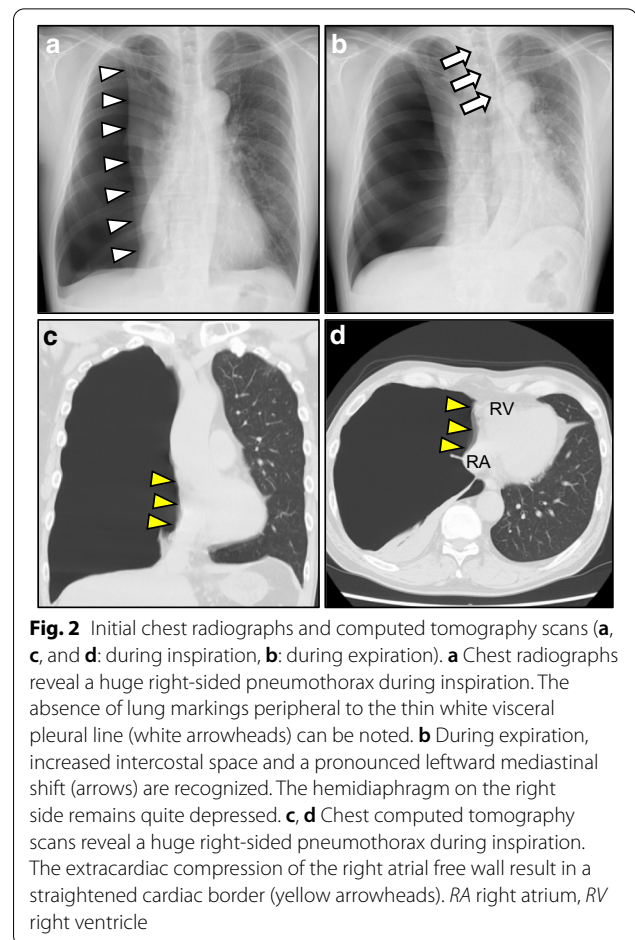 a
b
c
d
RV
RA
Fig. 2 Initial chest radiographs and computed tomography scans (a,
c, and d: during inspiration, b: during expiration). a Chest radiographs
reveal a huge right-sided pneumothorax during inspiration. The
absence of lung markings peripheral to the thin white visceral
pleural line (white arrowheads) can be noted. b During expiration,
increased intercostal space and a pronounced leftward mediastinal
shift (arrows) are recognized. The hemidiaphragm on the right
side remains quite depressed. c, d Chest computed tomography
scans reveal a huge right-sided pneumothorax during inspiration.
The extracardiac compression of the right atrial free wall result in a
straightened cardiac border (yellow arrowheads). RA right atrium, RV
right ventricle